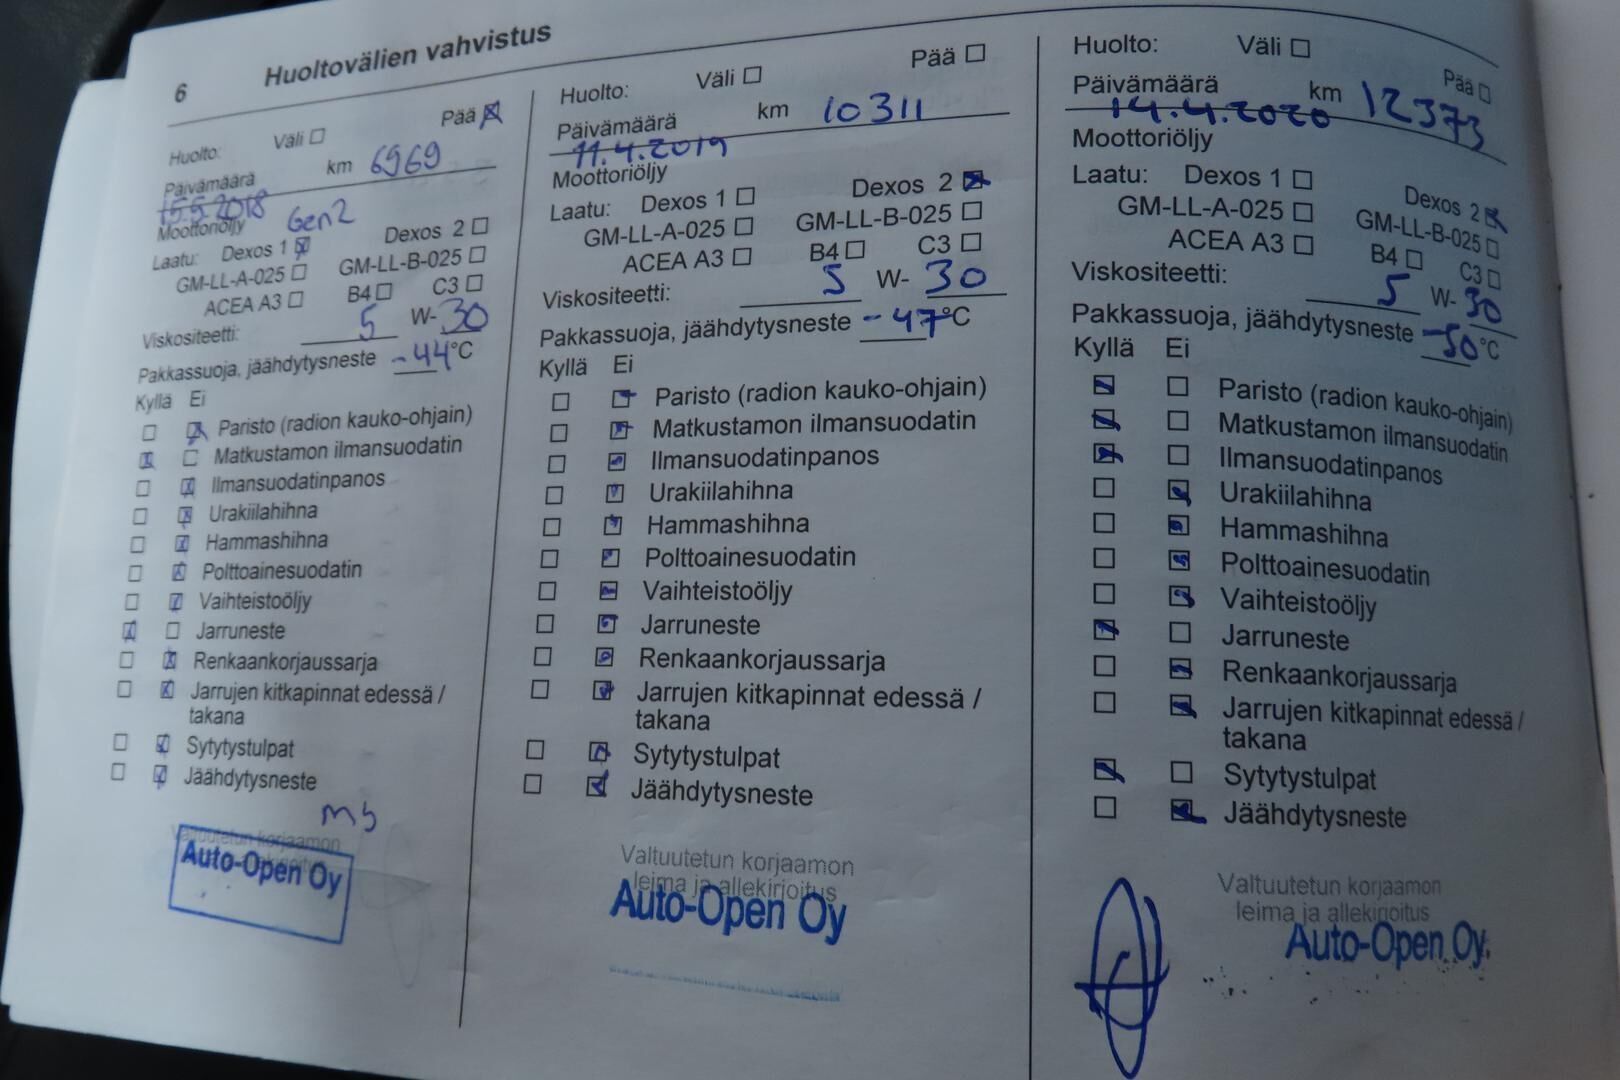 6 Huoltovälien vahvistus
Huolto: Väli Pää
Päivämäärä km 6969
15.5.2018
Moottoriöljy Gen2
Laatu: Dexos 1 Dexos 2
GM-LL-A-025 GM-LL-B-025
ACEA A3 B4 C3
Viskositeetti: 5 W- 30
Pakkassuoja, jäähdytysneste -44°C
Kyllä Ei
Paristo (radion kauko-ohjain)
Matkustamon ilmansuodatin
Ilmansuodatinpanos
Urakiilahihna
Hammashihna
Polttoainesuodatin
Vaihteistoöljy
Jarruneste
Renkaankorjaussarja
Jarrujen kitkapinnat edessä /
takana
Sytytystulpat
Jäähdytysneste
ms
Valtuutetun korjaamon
Auto-Open Oy
Huolto: Väli Pää
Päivämäärä km 10311
11.4.2019
Moottoriöljy
Laatu: Dexos 1 Dexos 2
GM-LL-A-025 GM-LL-B-025
ACEA A3 B4 C3
Viskositeetti: 5 W- 30
Pakkassuoja, jäähdytysneste -47°C
Kyllä Ei
Paristo (radion kauko-ohjain)
Matkustamon ilmansuodatin
Ilmansuodatinpanos
Urakiilahihna
Hammashihna
Polttoainesuodatin
Vaihteistoöljy
Jarruneste
Renkaankorjaussarja
Jarrujen kitkapinnat edessä /
takana
Sytytystulpat
Jäähdytysneste
Valtuutetun korjaamon
leima ja allekirjoitus
Auto-Open Oy
Huolto: Väli Pää
Päivämäärä km 12373
14.4.2020
Moottoriöljy
Laatu: Dexos 1 Dexos 2
GM-LL-A-025 GM-LL-B-025
ACEA A3 B4 C3
Viskositeetti: 5 W- 30
Pakkassuoja, jäähdytysneste -50°C
Kyllä Ei
Paristo (radion kauko-ohjain)
Matkustamon ilmansuodatin
Ilmansuodatinpanos
Urakiilahihna
Hammashihna
Polttoainesuodatin
Vaihteistoöljy
Jarruneste
Renkaankorjaussarja
Jarrujen kitkapinnat edessä /
takana
Sytytystulpat
Jäähdytysneste
Valtuutetun korjaamon
leima ja allekirjoitus
Auto-Open Oy